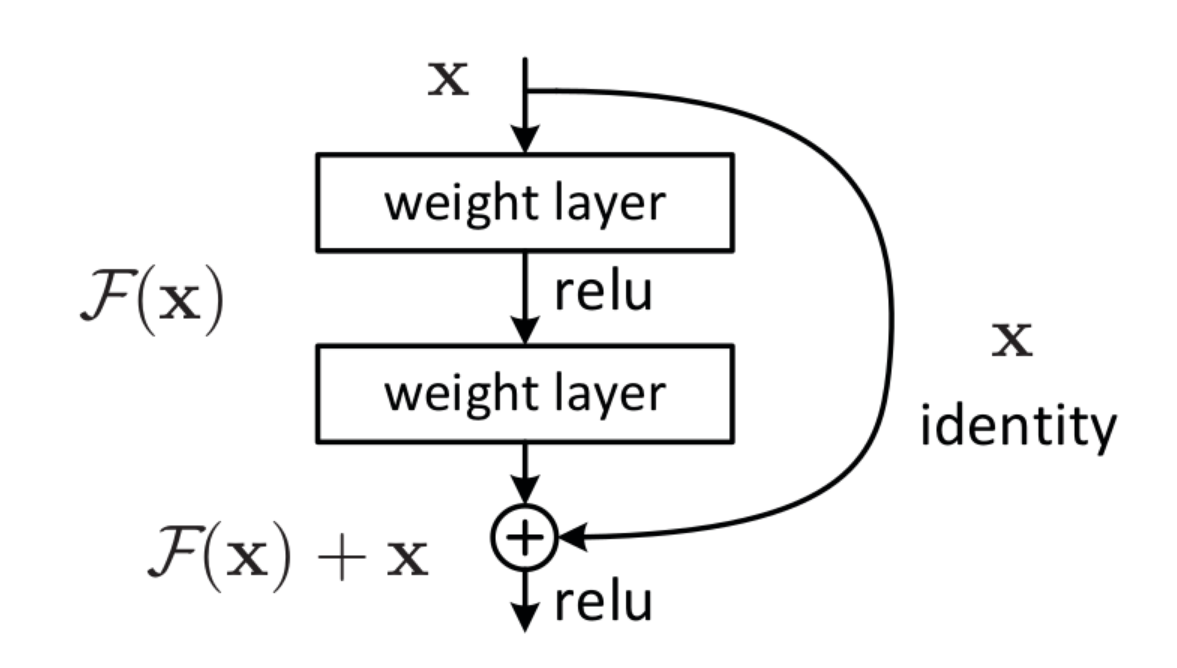 x
weight layer
relu
F(x)
weight layer
x
identity
F(x) + x
relu